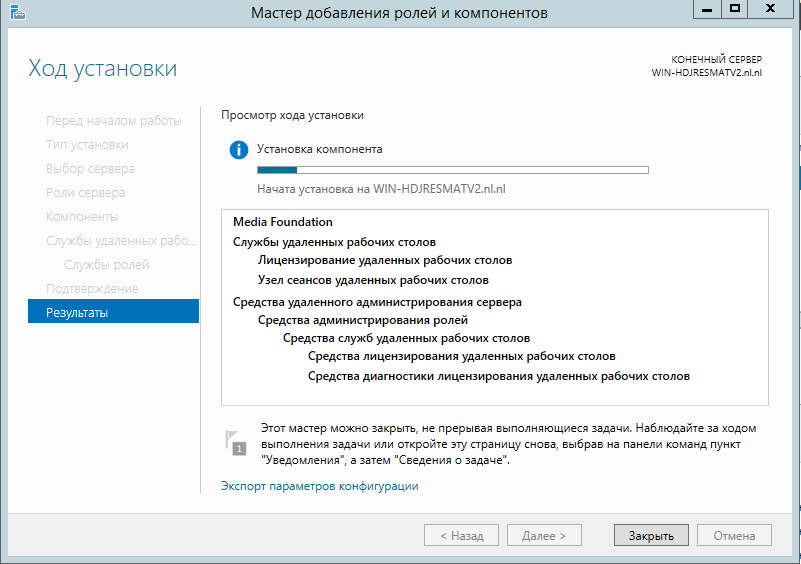 Мастер добавления ролей и компонентов
Ход установки
КОНЕЧНЫЙ СЕРВЕР
WIN-HDJRESMATV2.nl.nl
Перед началом работы
Тип установки
Выбор сервера
Роли сервера
Компоненты
Службы удаленных рабо...
Службы ролей
Подтверждение
Результаты
Просмотр хода установки
Установка компонента
Начата установка на WIN-HDJRESMATV2.nl.nl
Media Foundation
Службы удаленных рабочих столов
Лицензирование удаленных рабочих столов
Узел сеансов удаленных рабочих столов
Средства удаленного администрирования сервера
Средства администрирования ролей
Средства служб удаленных рабочих столов
Средства лицензирования удаленных рабочих столов
Средства диагностики лицензирования удаленных рабочих столов
1
Этот мастер можно закрыть, не прерывая выполняющиеся задачи. Наблюдайте за ходом
выполнения задачи или откройте эту страницу снова, выбрав на панели команд пункт
"Уведомления", а затем "Сведения о задаче".
Экспорт параметров конфигурации
< Назад
Далее >
Закрыть
Отмена